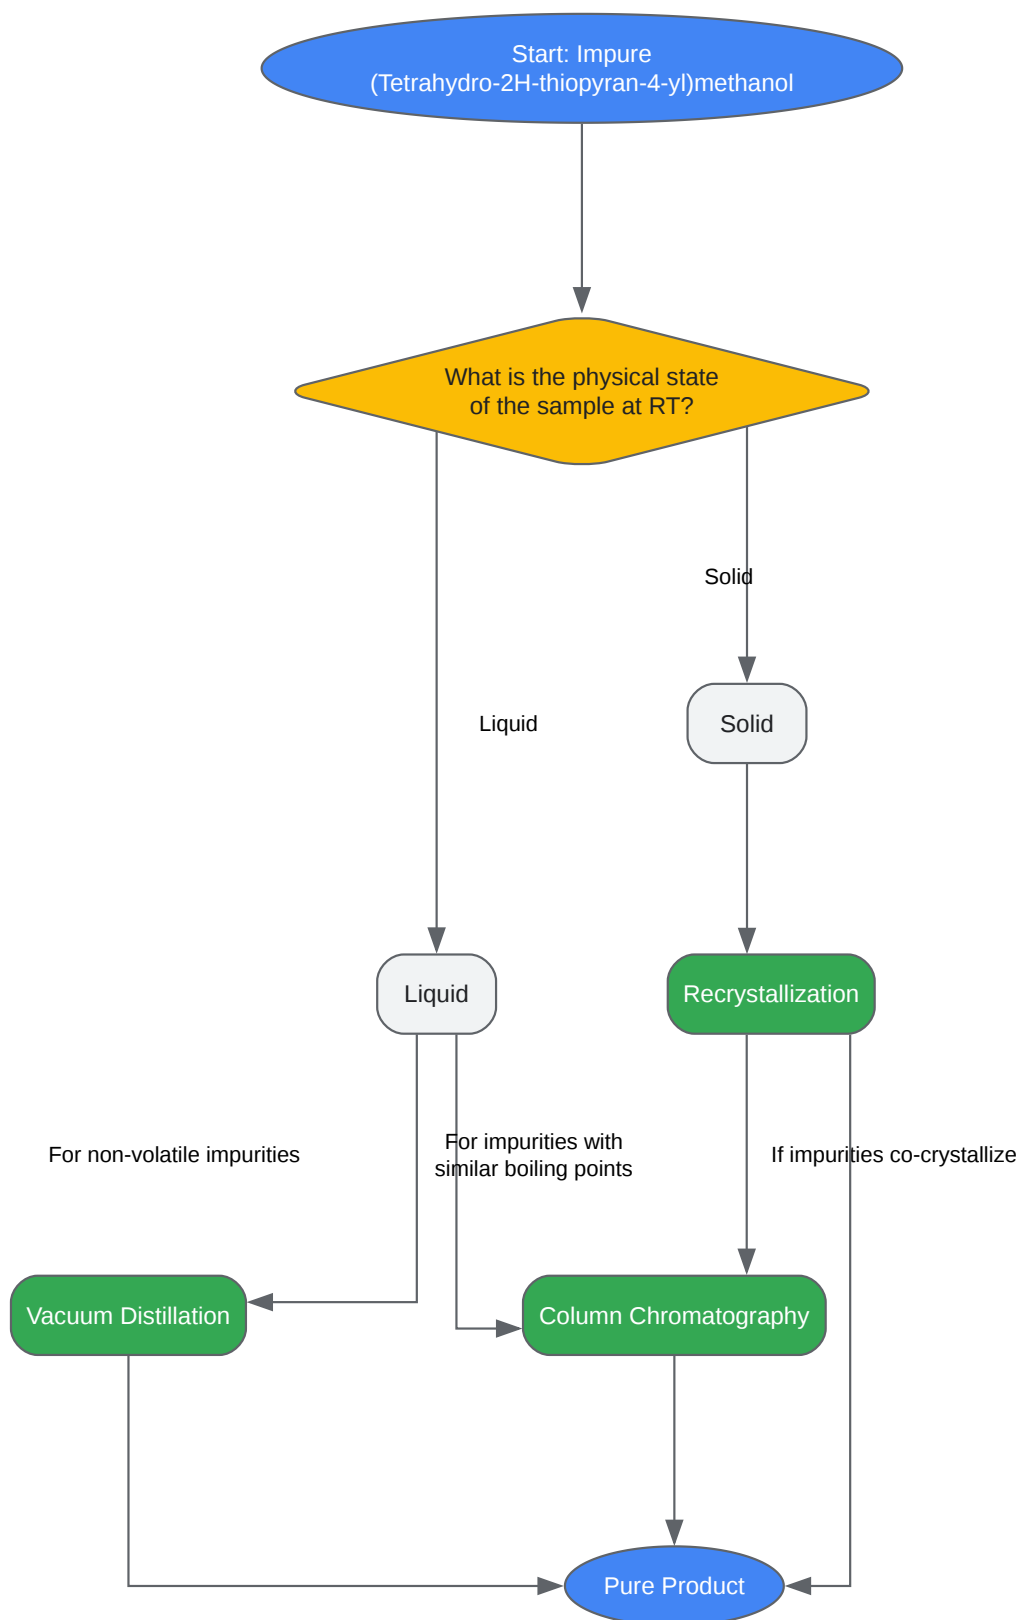 Start: Impure
(Tetrahydro-2H-thiopyran-4-yl)methanol
What is the physical state
of the sample at RT?
Solid
Liquid
Solid
Liquid
Recrystallization
For non-volatile impurities
For impurities with
similar boiling points
If impurities co-crystallize
Vacuum Distillation
Column Chromatography
Pure Product